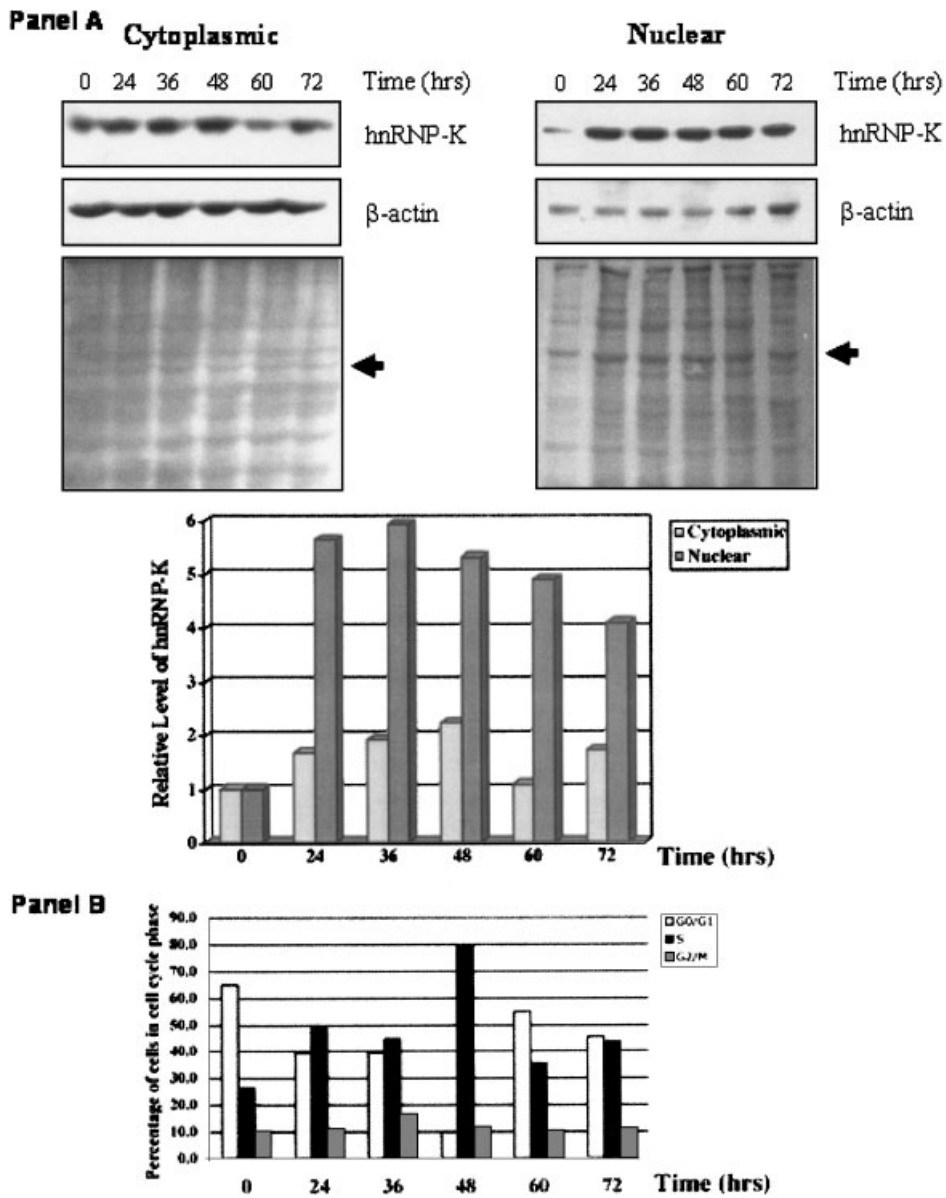 Panel A
Cytoplasmic
Nuclear
0 24 36 48 60 72 Time (hrs)
0 24 36 48 60 72 Time (hrs)
hnRNP-K
hnRNP-K
β-actin
β-actin
6
5
4
3
2
1
0
Relative Level of hnRNP-K
Cytoplasmic
Nuclear
0 24 36 48 60 72 Time (hrs)
Panel B
90.0
80.0
70.0
60.0
50.0
40.0
30.0
20.0
10.0
0.0
Percentage of cells in cell cycle phase
G0/G1
S
G2/M
0 24 36 48 60 72 Time (hrs)